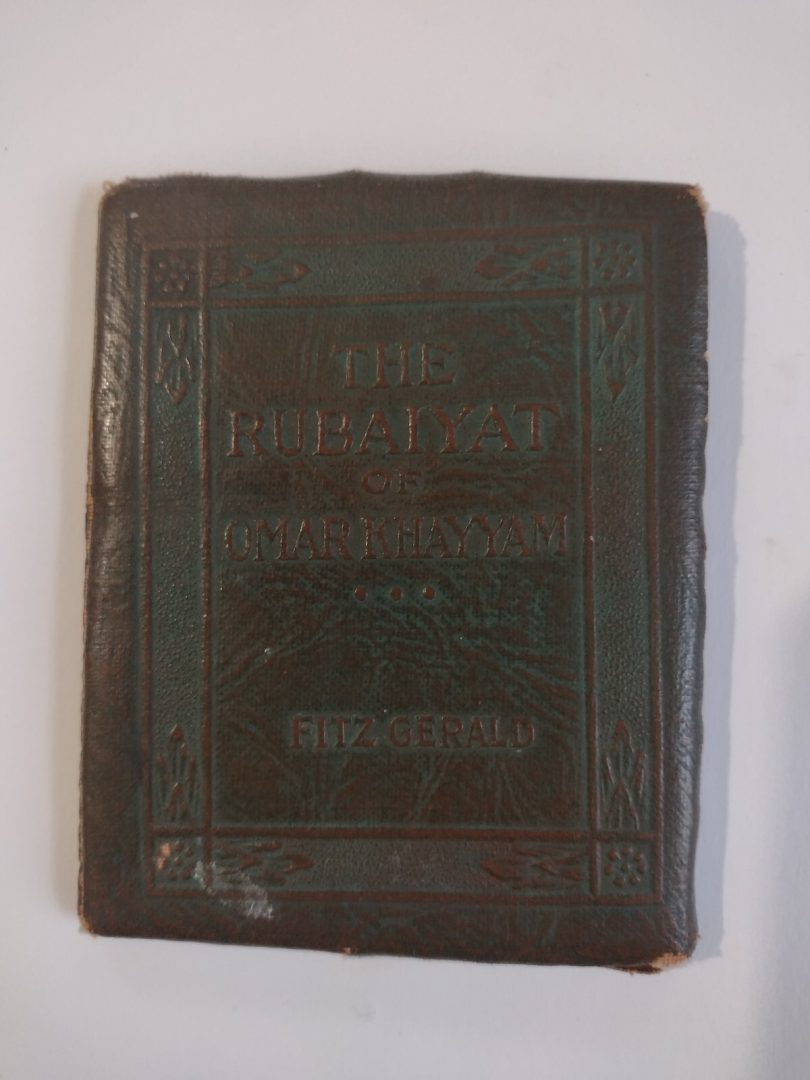 THE
RUBAIYAT
OF
OMAR KHAYYAM
• • •
FITZ GERALD